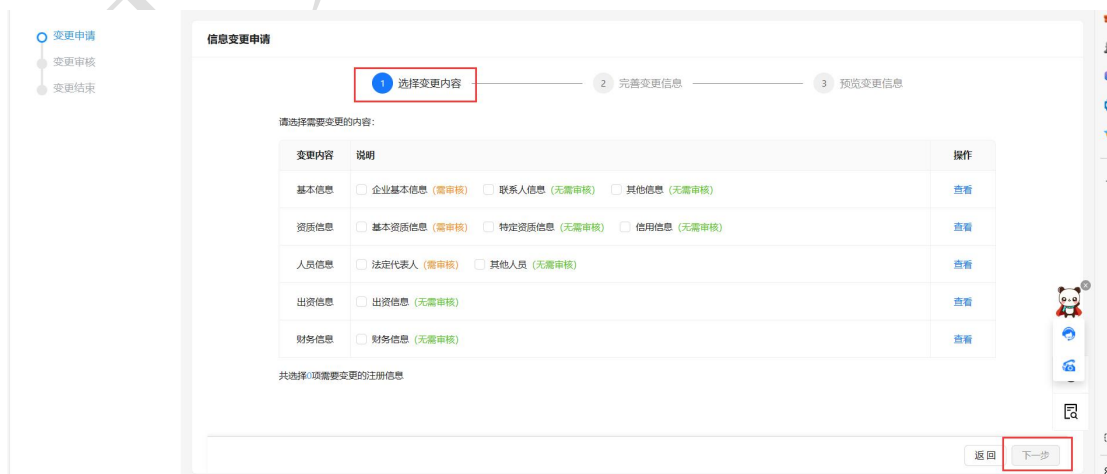 变更申请
变更审核
变更结束
信息变更申请
1 选择变更内容 2 完善变更信息 3 预览变更信息
请选择需要变更的内容:
变更内容 说明 操作
基本信息 企业基本信息 (需审核) 联系人信息 (无需审核) 其他信息 (无需审核) 查看
资质信息 基本资质信息 (需审核) 特定资质信息 (无需审核) 信用信息 (无需审核) 查看
人员信息 法定代表人 (需审核) 其他人员 (无需审核) 查看
出资信息 出资信息 (无需审核) 查看
财务信息 财务信息 (无需审核) 查看
共选择0项需要变更的注册信息
返回 下一步